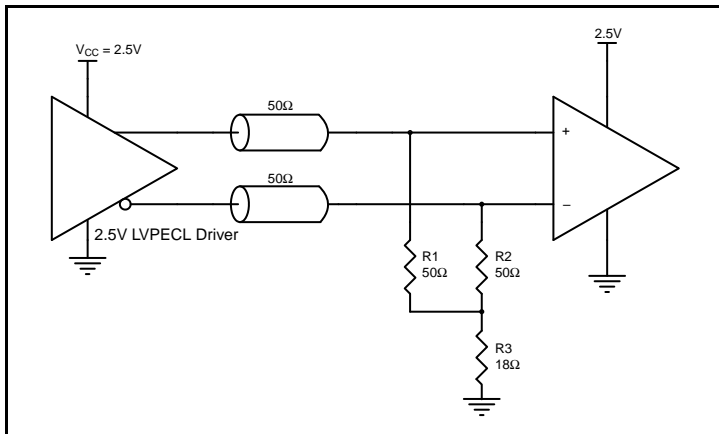 V_CC = 2.5V
2.5V
50Ω
+
50Ω
−
2.5V LVPECL Driver
R1
50Ω
R2
50Ω
R3
18Ω